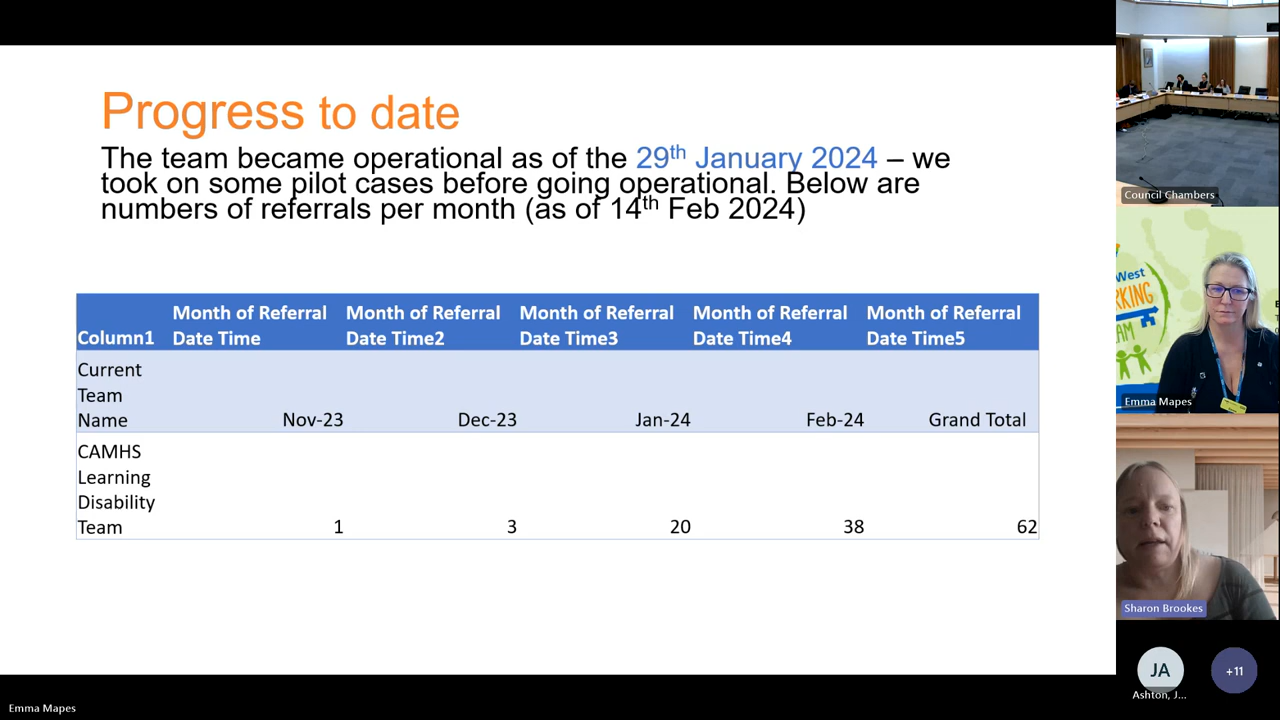 Progress to date
The team became operational as of the 29th January 2024 – we
took on some pilot cases before going operational. Below are
numbers of referrals per month (as of 14th Feb 2024)
Column1
Month of Referral
Date Time
Month of Referral
Date Time2
Month of Referral
Date Time3
Month of Referral
Date Time4
Month of Referral
Date Time5
Current
Team
Name
Nov-23
Dec-23
Jan-24
Feb-24
Grand Total
CAMHS
Learning
Disability
Team
1
3
20
38
62
Council Chambers
West
Emma Mapes
Sharon Brookes
JA
Ashton, J...
+11
Emma Mapes